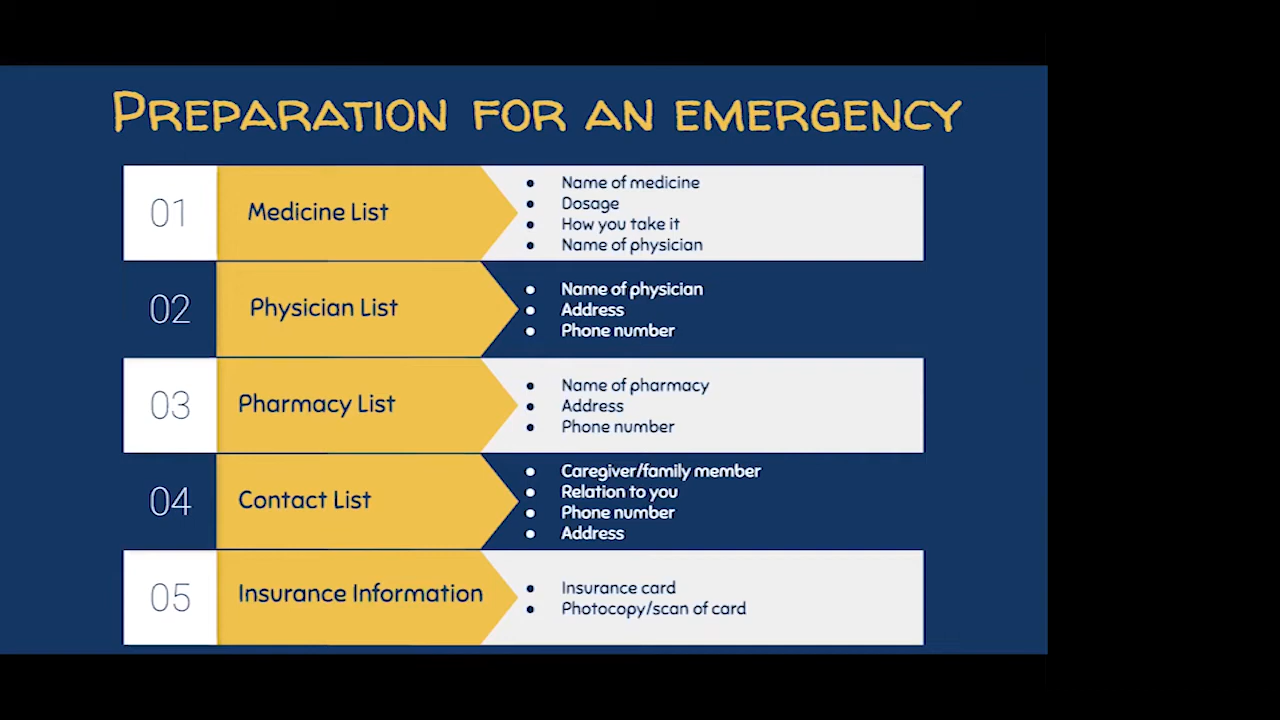 PREPARATION FOR AN EMERGENCY
01
Medicine List
● Name of medicine
● Dosage
● How you take it
● Name of physician
02
Physician List
● Name of physician
● Address
● Phone number
03
Pharmacy List
● Name of pharmacy
● Address
● Phone number
04
Contact List
● Caregiver/family member
● Relation to you
● Phone number
● Address
05
Insurance Information
● Insurance card
● Photocopy/scan of card